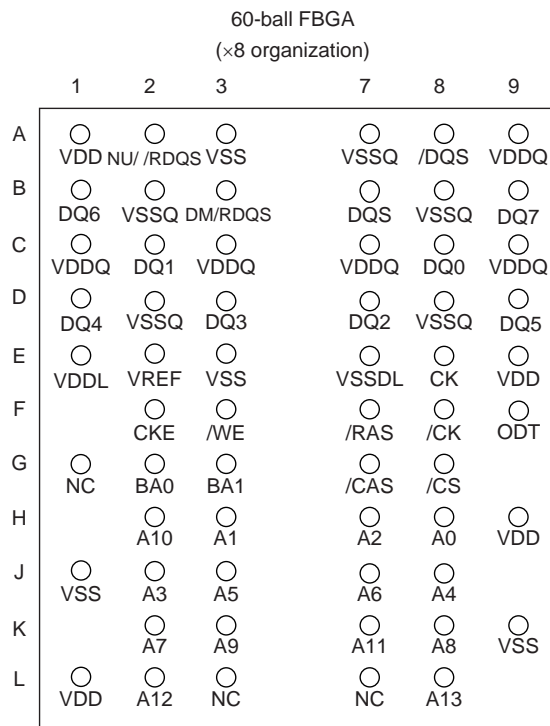 60-ball FBGA
(×8 organization)
1 2 3 7 8 9
A
VDD NU/ /RDQS VSS VSSQ /DQS VDDQ
B
DQ6 VSSQ DM/RDQS DQS VSSQ DQ7
C
VDDQ DQ1 VDDQ VDDQ DQ0 VDDQ
D
DQ4 VSSQ DQ3 DQ2 VSSQ DQ5
E
VDDL VREF VSS VSSDL CK VDD
F
CKE /WE /RAS /CK ODT
G
NC BA0 BA1 /CAS /CS
H
A10 A1 A2 A0 VDD
J
VSS A3 A5 A6 A4
K
A7 A9 A11 A8 VSS
L
VDD A12 NC NC A13